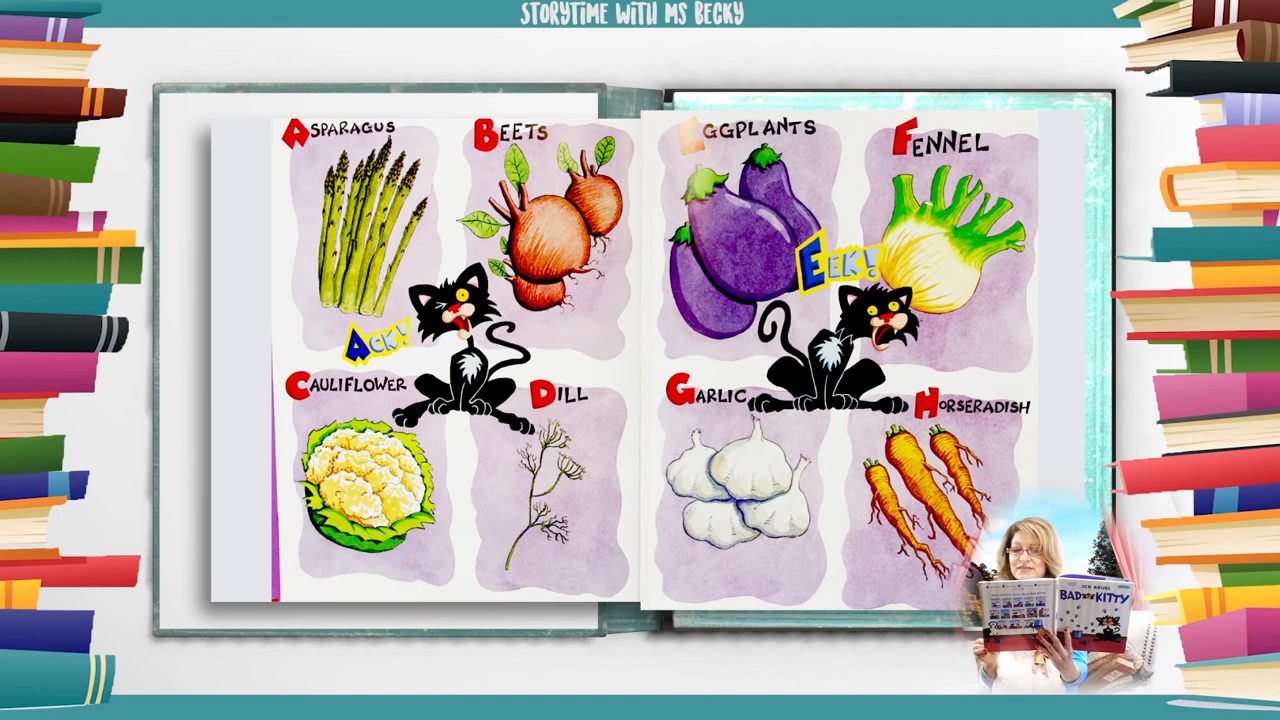 STORYTIME WITH MS BECKY
ASPARAGUS
BEETS
ACK!
CAULIFLOWER
DILL
EGGPLANTS
FENNEL
EEK!
GARLIC
HORSERADISH
BAD KITTY